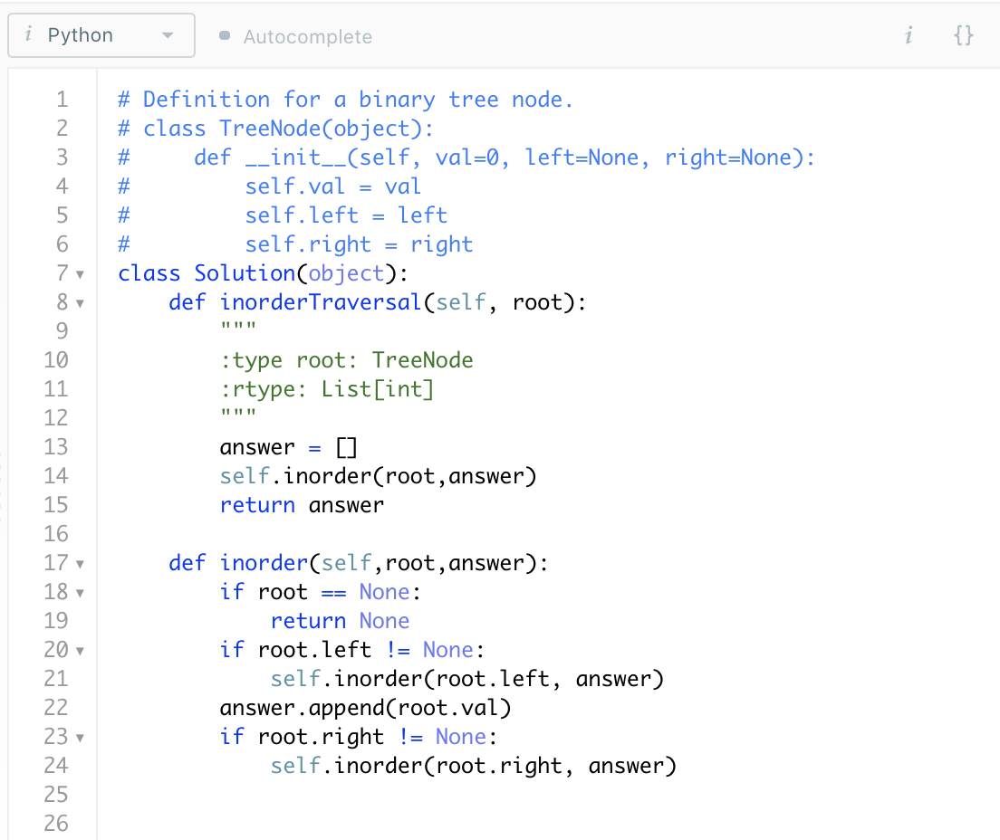 i Python Autocomplete i {}
1 # Definition for a binary tree node.
2 # class TreeNode(object):
3 #     def __init__(self, val=0, left=None, right=None):
4 #         self.val = val
5 #         self.left = left
6 #         self.right = right
7 class Solution(object):
8     def inorderTraversal(self, root):
9         """
10         :type root: TreeNode
11         :rtype: List[int]
12         """
13         answer = []
14         self.inorder(root,answer)
15         return answer
16
17     def inorder(self,root,answer):
18         if root == None:
19             return None
20         if root.left != None:
21             self.inorder(root.left, answer)
22         answer.append(root.val)
23         if root.right != None:
24             self.inorder(root.right, answer)
25
26